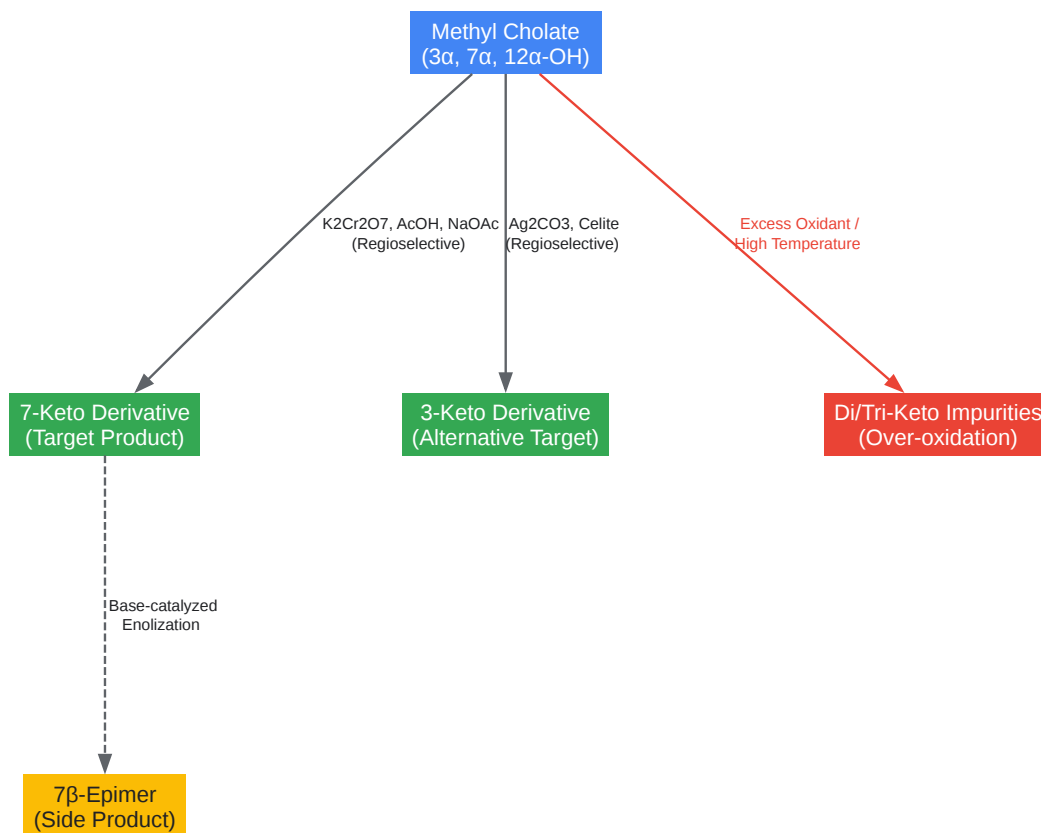 Methyl Cholate
(3α, 7α, 12α-OH)
K2Cr2O7, AcOH, NaOAc
(Regioselective)
Ag2CO3, Celite
(Regioselective)
Excess Oxidant /
High Temperature
7-Keto Derivative
(Target Product)
3-Keto Derivative
(Alternative Target)
Di/Tri-Keto Impurities
(Over-oxidation)
Base-catalyzed
Enolization
7β-Epimer
(Side Product)